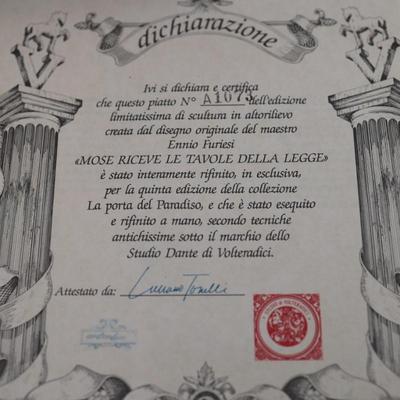 dichiarazione
Ivi si dichiara e certifica
che questo piatto N° A1073 dell'edizione
limitatissima di scultura in altorilievo
creata dal disegno originale del maestro
Ennio Furiesi
«MOSE RICEVE LE TAVOLE DELLA LEGGE»
è stato interamente rifinito, in esclusiva,
per la quinta edizione della collezione
La porta del Paradiso, e che è stato esequito
e rifinito a mano, secondo tecniche
antichissime sotto il marchio dello
Studio Dante di Volteradici.
Attestato da: